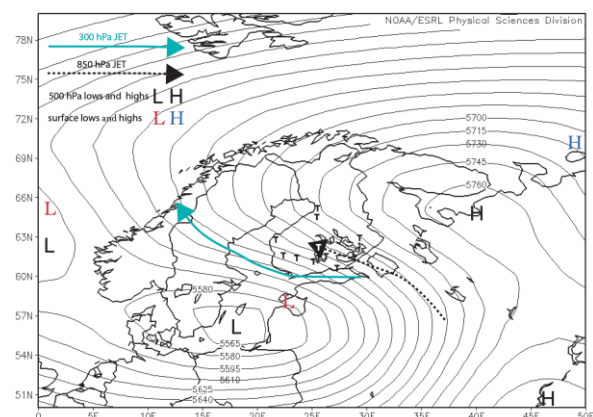 NOAA/ESRL Physical Sciences Division
78N
300 hPa JET
75N
850 hPa JET
500 hPa lows and highs L H
72N
surface lows and highs L H
5700
5715
5730
H
69N
5745
5760
66N
L
T
H
T
63N
L
T T
T T T T T T
60N
5580
57N
L
L
5565
54N
5580
5595
5610
51N
5625
5640
H
0 5E 10E 15E 20E 25E 30E 35E 40E 45E 50E